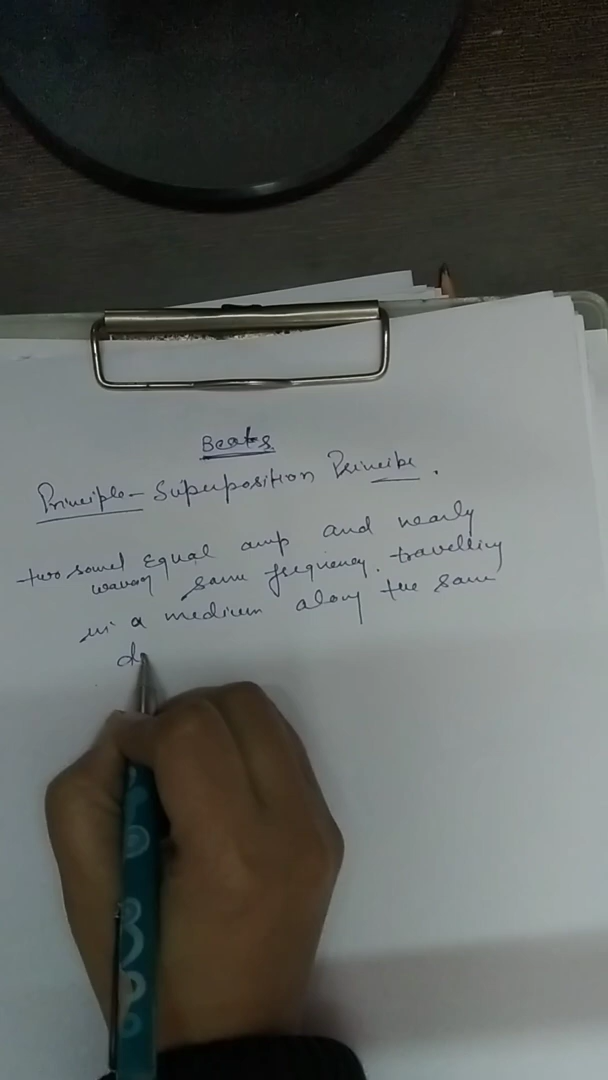 Beats
Principle - Superposition Principle.
two sound Equal amp and nearly
waves same frequency. travelling
in a medium along the same
di